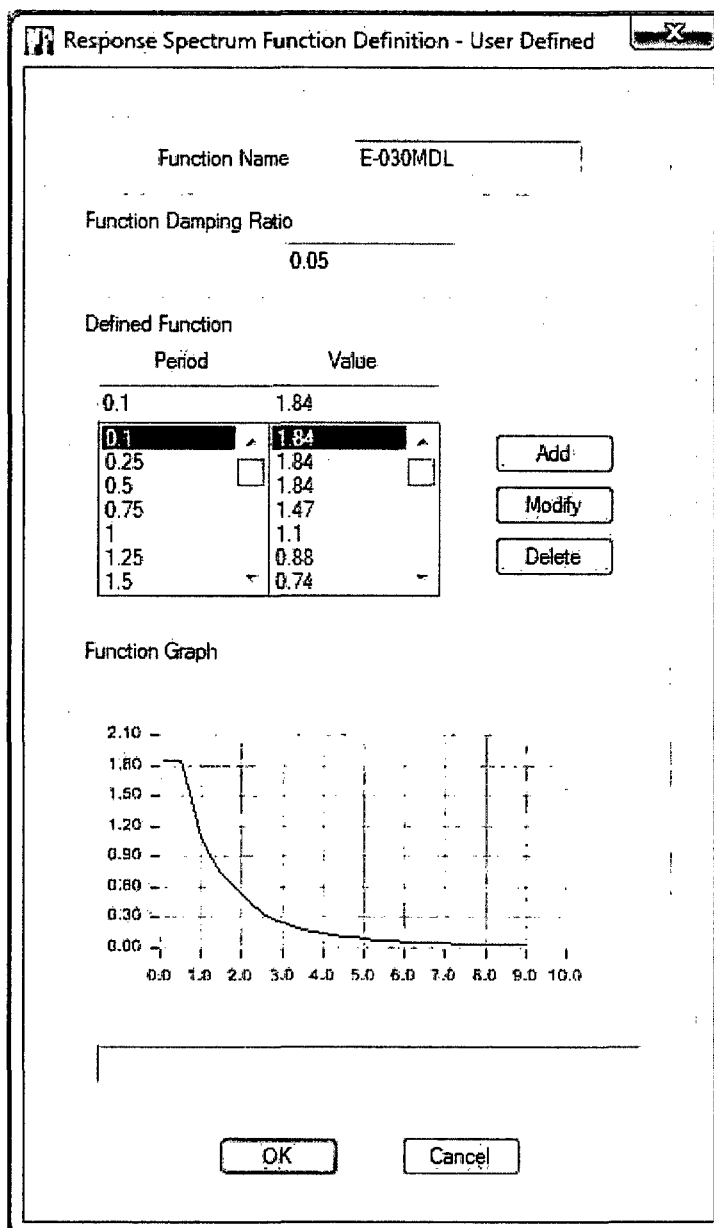 Response Spectrum Function Definition - User Defined
Function Name E-030MDL
Function Damping Ratio
0.05
Defined Function
Period Value
0.1 1.84
0.1 1.84
0.25 1.84
0.5 1.84
0.75 1.47
1 1.1
1.25 0.88
1.5 0.74
Add
Modify
Delete
Function Graph
2.10
1.80
1.50
1.20
0.90
0.60
0.30
0.00
0.0 1.0 2.0 3.0 4.0 5.0 6.0 7.0 8.0 9.0 10.0
OK Cancel